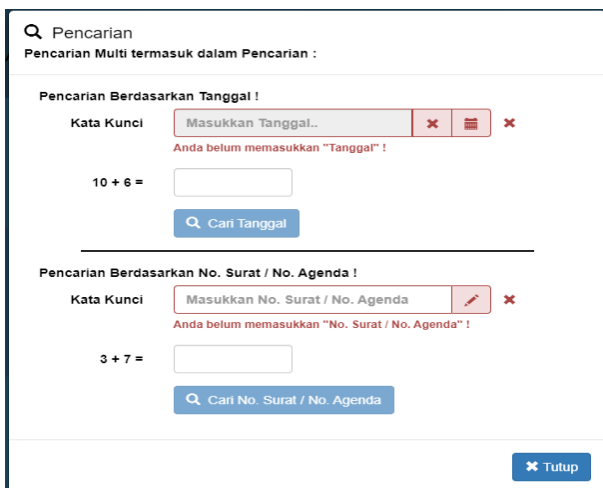 Pencarian
Pencarian Multi termasuk dalam Pencarian :
Pencarian Berdasarkan Tanggal !
Kata Kunci
Masukkan Tanggal..
Anda belum memasukkan "Tanggal" !
10 + 6 =
Cari Tanggal
Pencarian Berdasarkan No. Surat / No. Agenda !
Kata Kunci
Masukkan No. Surat / No. Agenda
Anda belum memasukkan "No. Surat / No. Agenda" !
3 + 7 =
Cari No. Surat / No. Agenda
Tutup